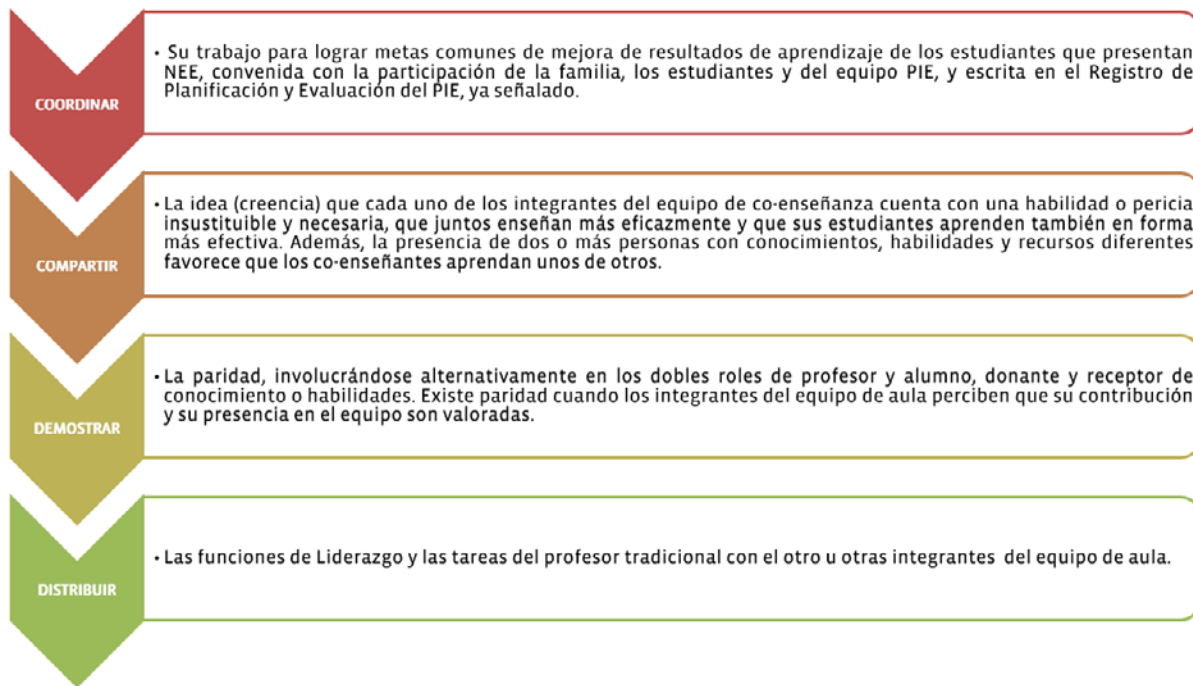 COORDINAR
• Su trabajo para lograr metas comunes de mejora de resultados de aprendizaje de los estudiantes que presentan
NEE, convenida con la participación de la familia, los estudiantes y del equipo PIE, y escrita en el Registro de
Planificación y Evaluación del PIE, ya señalado.
COMPARTIR
• La idea (creencia) que cada uno de los integrantes del equipo de co-enseñanza cuenta con una habilidad o pericia
insustituible y necesaria, que juntos enseñan más eficazmente y que sus estudiantes aprenden también en forma
más efectiva. Además, la presencia de dos o más personas con conocimientos, habilidades y recursos diferentes
favorece que los co-enseñantes aprendan unos de otros.
DEMOSTRAR
• La paridad, involucrándose alternativamente en los dobles roles de profesor y alumno, donante y receptor de
conocimiento o habilidades. Existe paridad cuando los integrantes del equipo de aula perciben que su contribución
y su presencia en el equipo son valoradas.
DISTRIBUIR
• Las funciones de Liderazgo y las tareas del profesor tradicional con el otro u otras integrantes del equipo de aula.